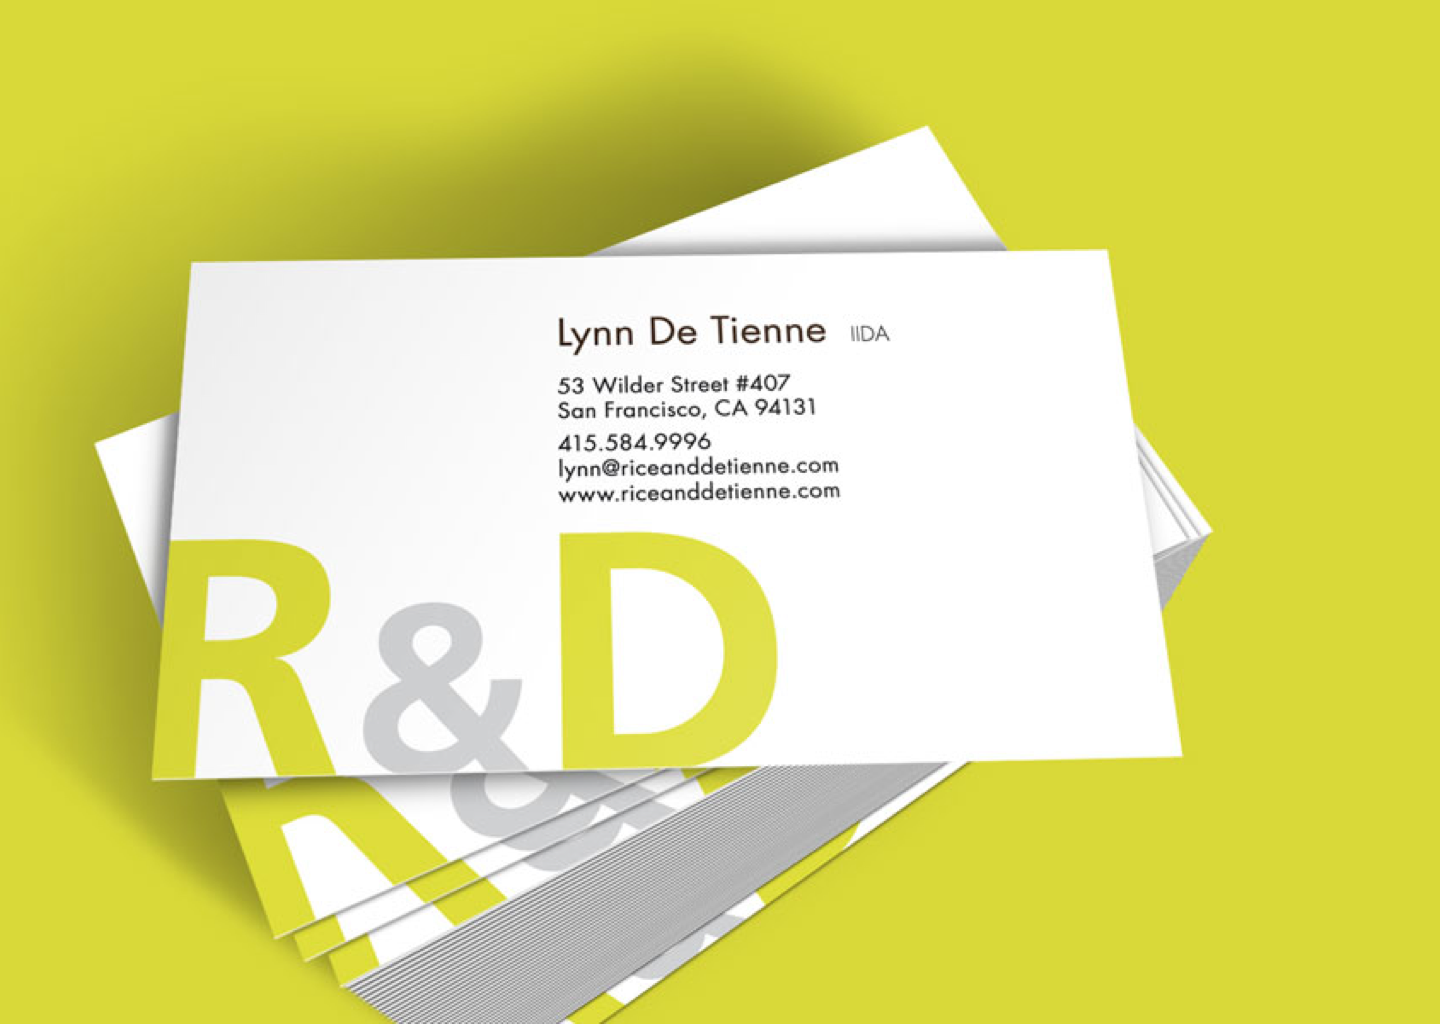 Lynn De Tienne IIDA
53 Wilder Street #407
San Francisco, CA 94131
415.584.9996
lynn@riceanddetienne.com
www.riceanddetienne.com
R&D